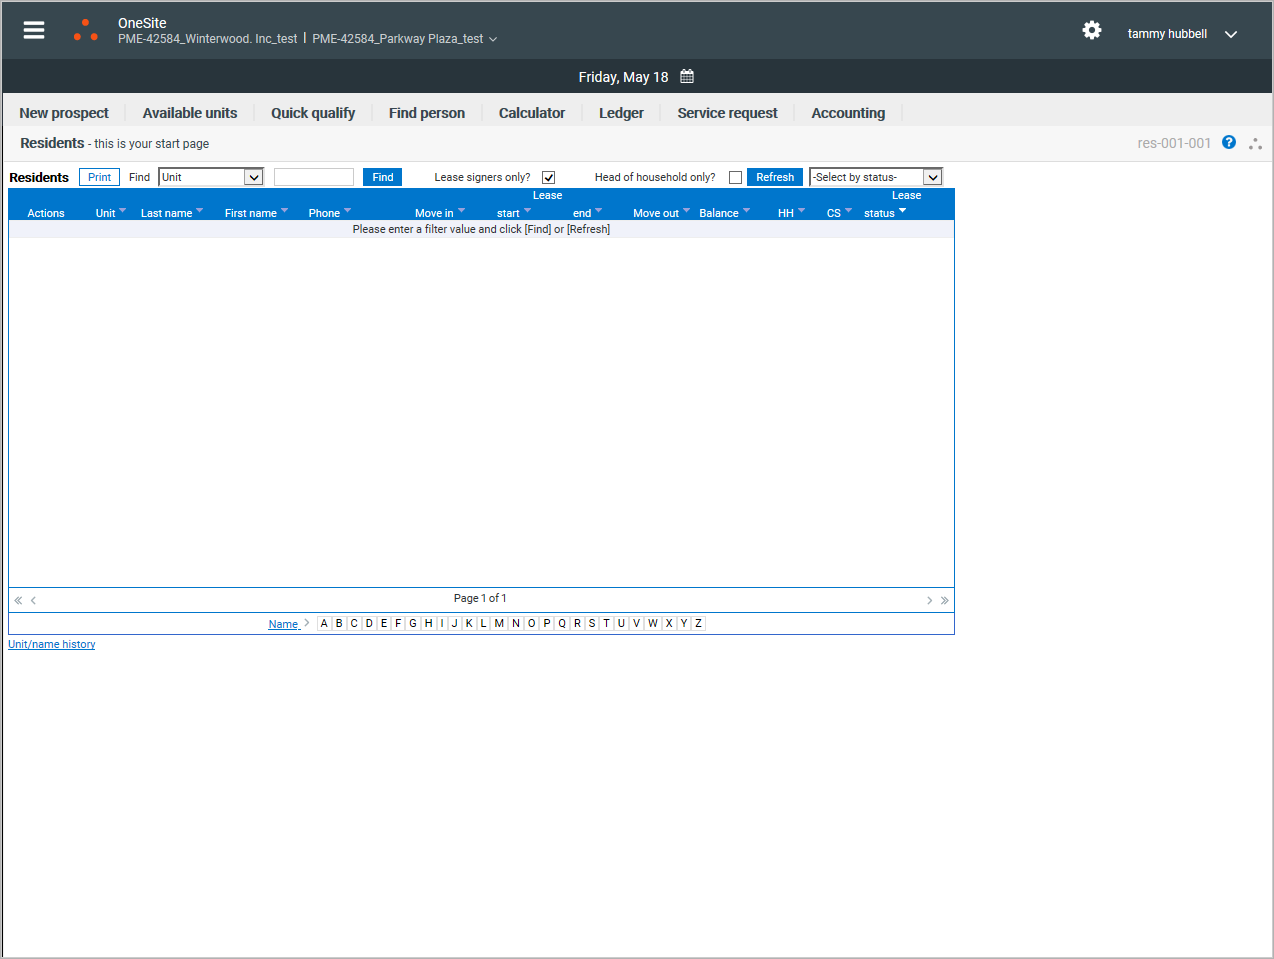 OneSite
PME-42584_Winterwood. Inc_test | PME-42584_Parkway Plaza_test
tammy hubbell
Friday, May 18
New prospect Available units Quick qualify Find person Calculator Ledger Service request Accounting
Residents - this is your start page
res-001-001 ?
Residents Print Find Unit Find Lease signers only? Head of household only? Refresh -Select by status-
Actions Unit Last name First name Phone Move in Lease start end Move out Balance HH CS Lease status
Please enter a filter value and click [Find] or [Refresh]
« ‹ Page 1 of 1 › »
Name > A B C D E F G H I J K L M N O P Q R S T U V W X Y Z
Unit/name history